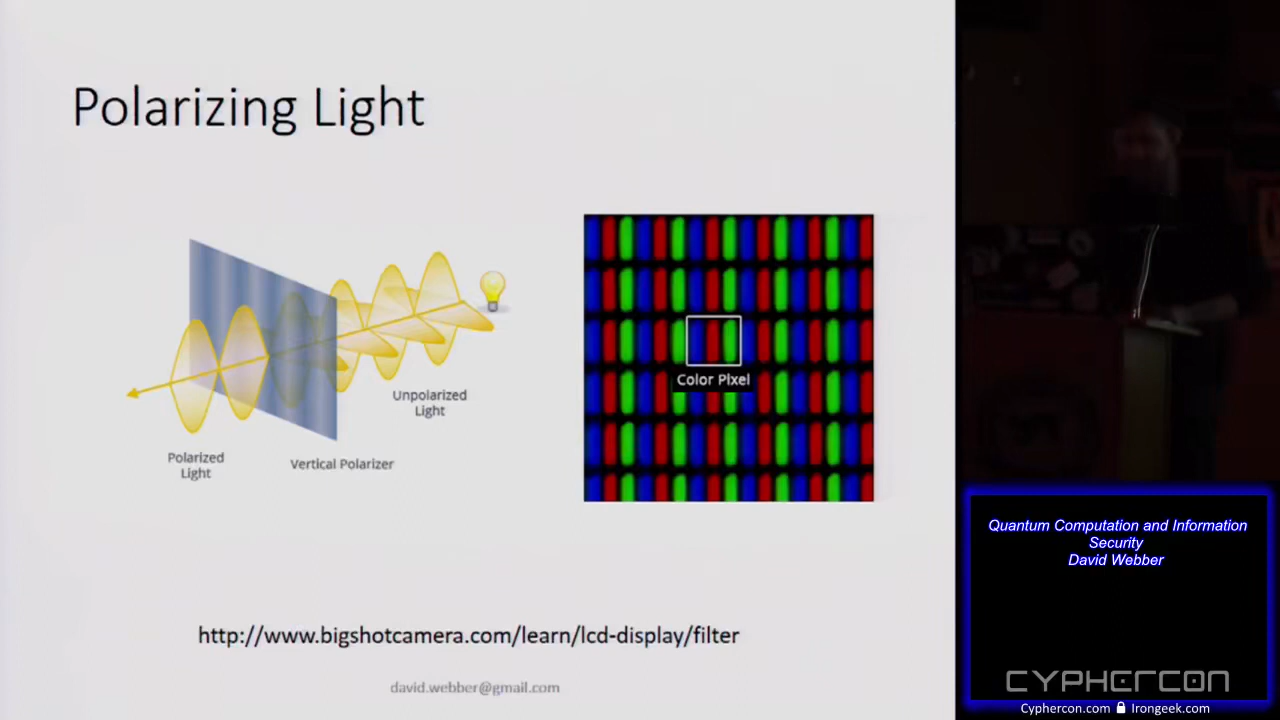 Polarizing Light
Unpolarized
Light
Polarized
Light
Vertical Polarizer
Color Pixel
http://www.bigshotcamera.com/learn/lcd-display/filter
david.webber@gmail.com
Quantum Computation and Information
Security
David Webber
CYPHERCON
Cyphercon.com Irongeek.com